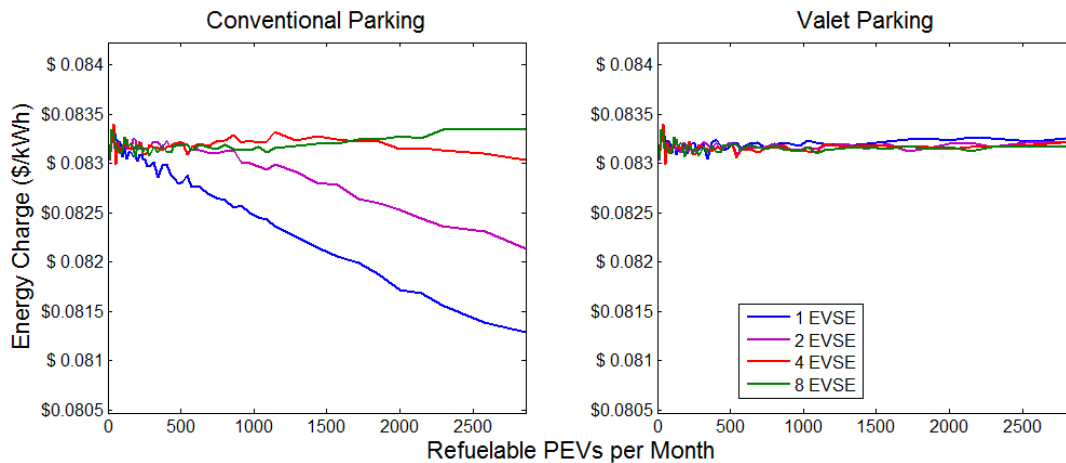 Conventional Parking
Valet Parking
Energy Charge ($/kWh)
$ 0.084
$0.0835
$ 0.083
$0.0825
$ 0.082
$0.0815
$ 0.081
$0.0805
0 500 1000 1500 2000 2500
$ 0.084
$0.0835
$ 0.083
$0.0825
$ 0.082
$0.0815
$ 0.081
$0.0805
0 500 1000 1500 2000 2500
1 EVSE
2 EVSE
4 EVSE
8 EVSE
Refuelable PEVs per Month